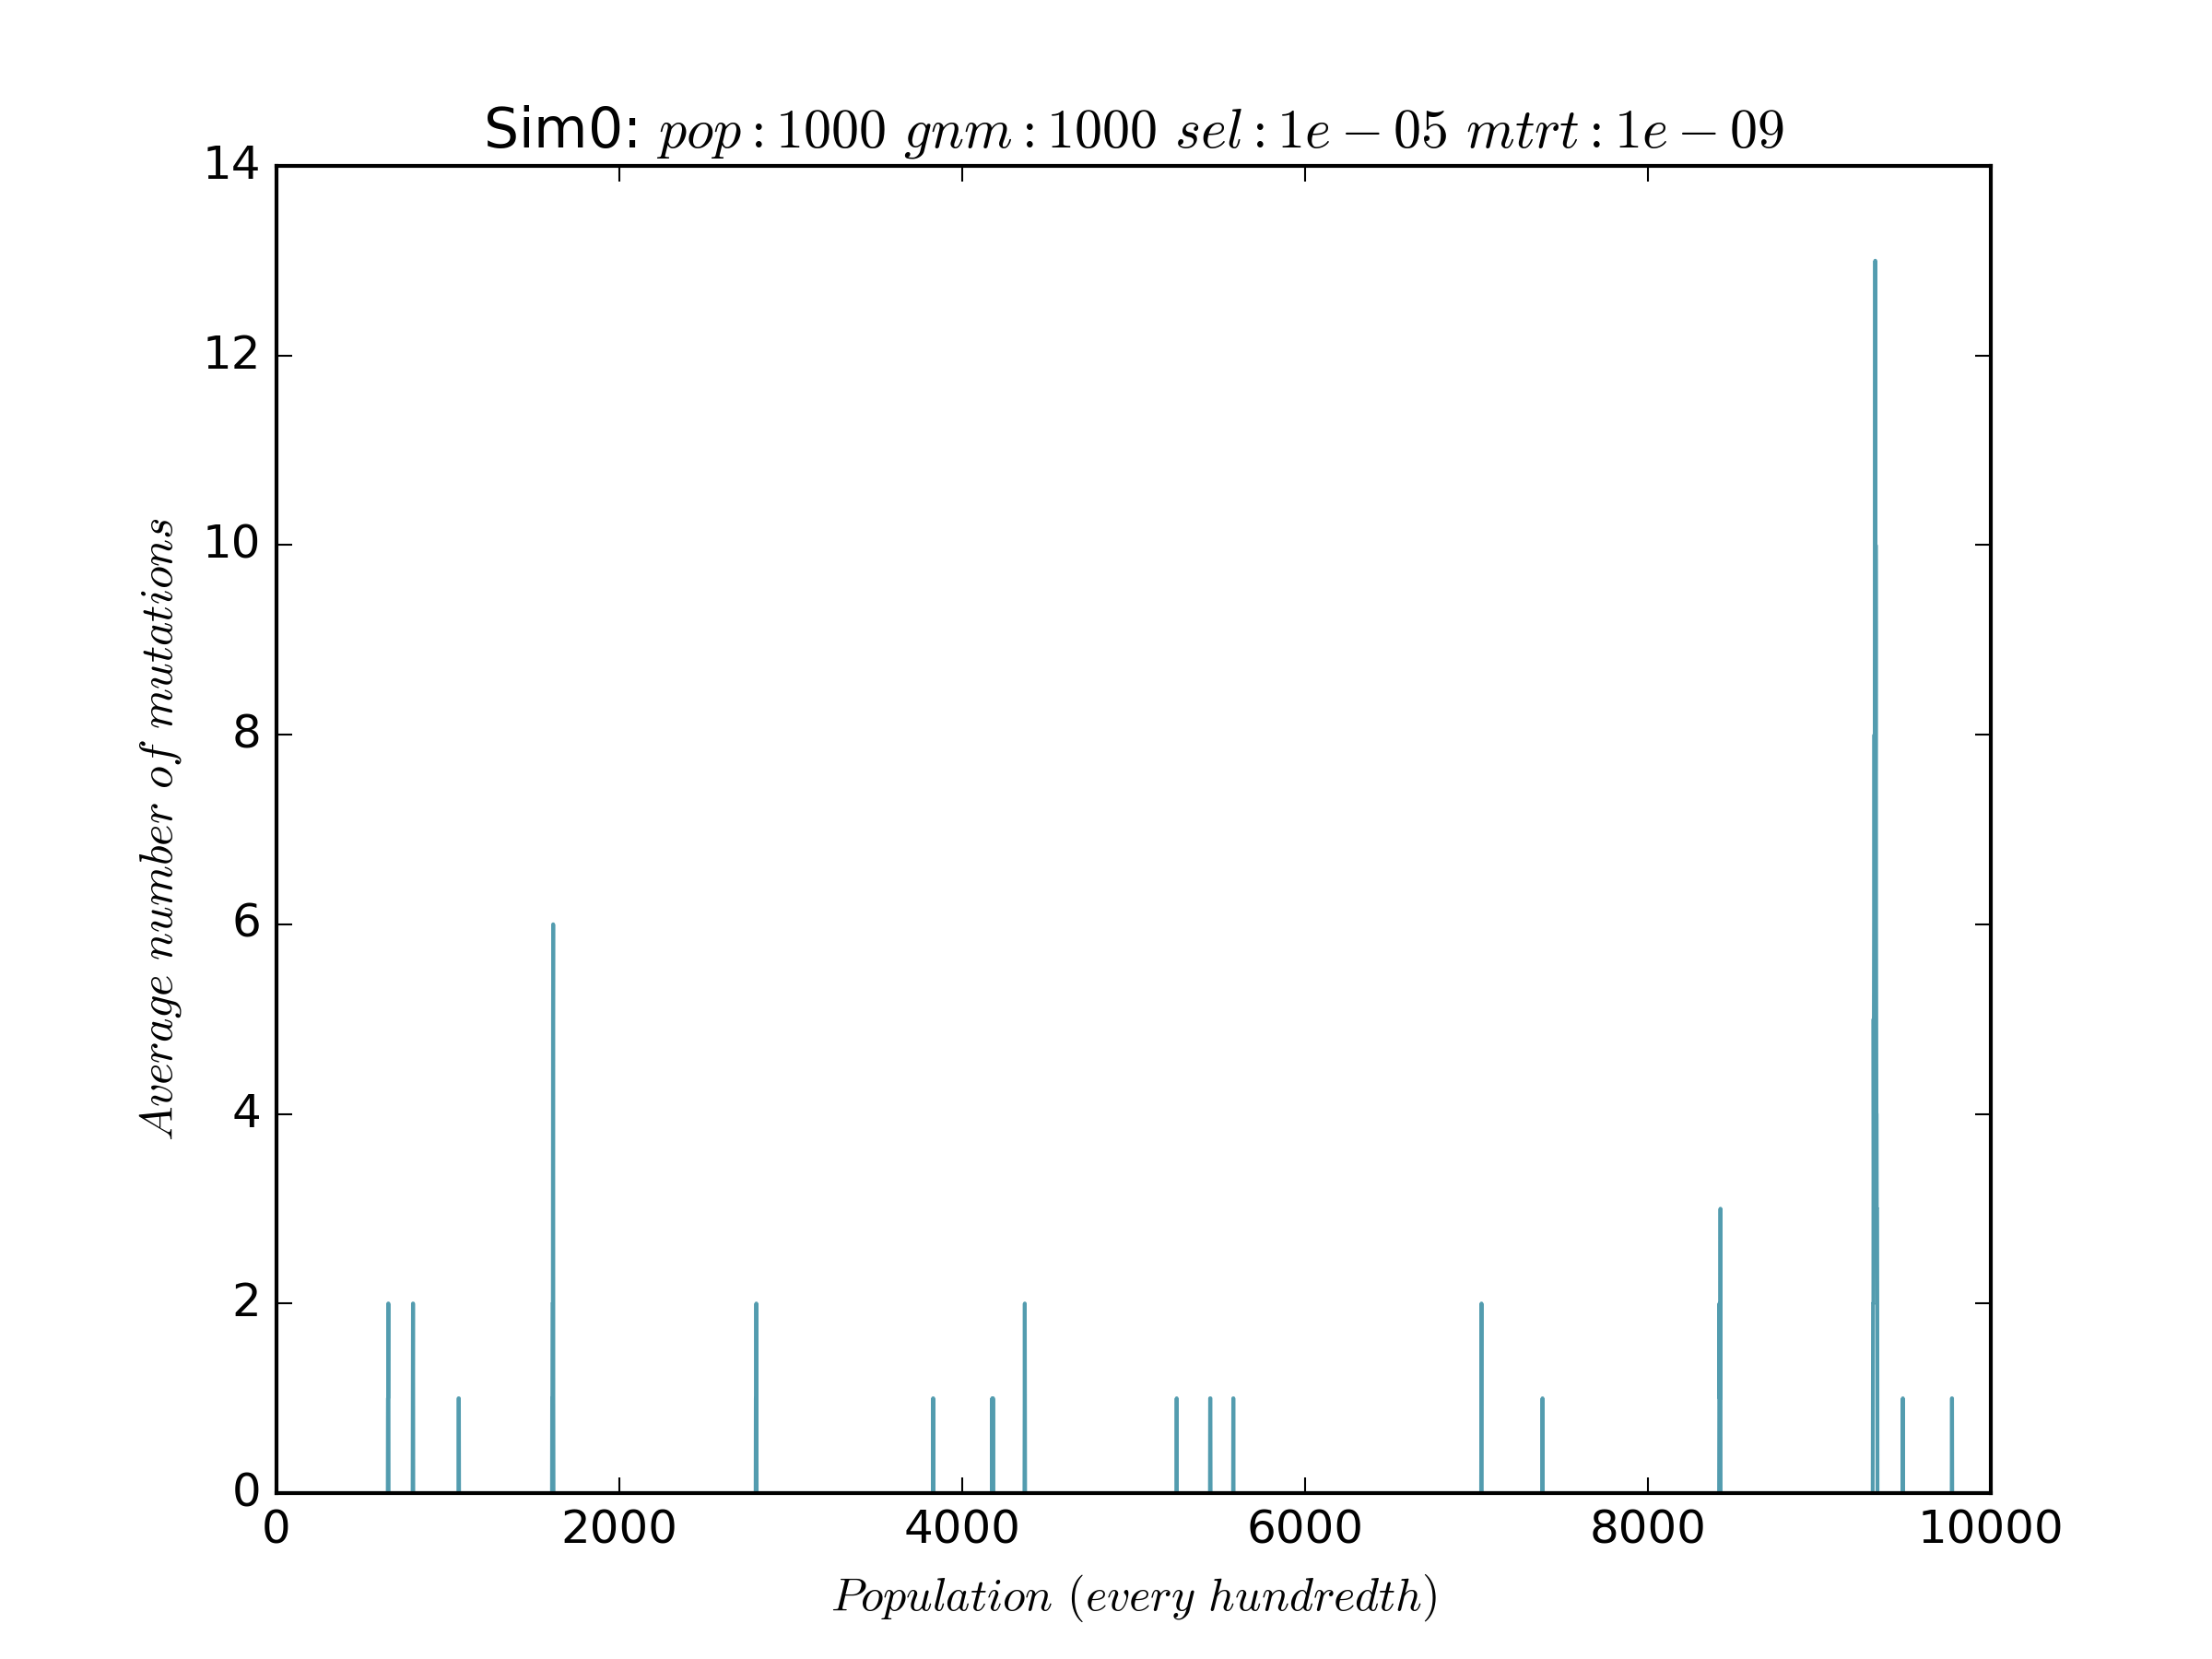 Sim0: pop : 1000 gnm : 1000 sel : 1e − 05 mtrt : 1e − 09
14
12
10
8
6
4
2
0
Average number of mutations
0 2000 4000 6000 8000 10000
Population (every hundredth)